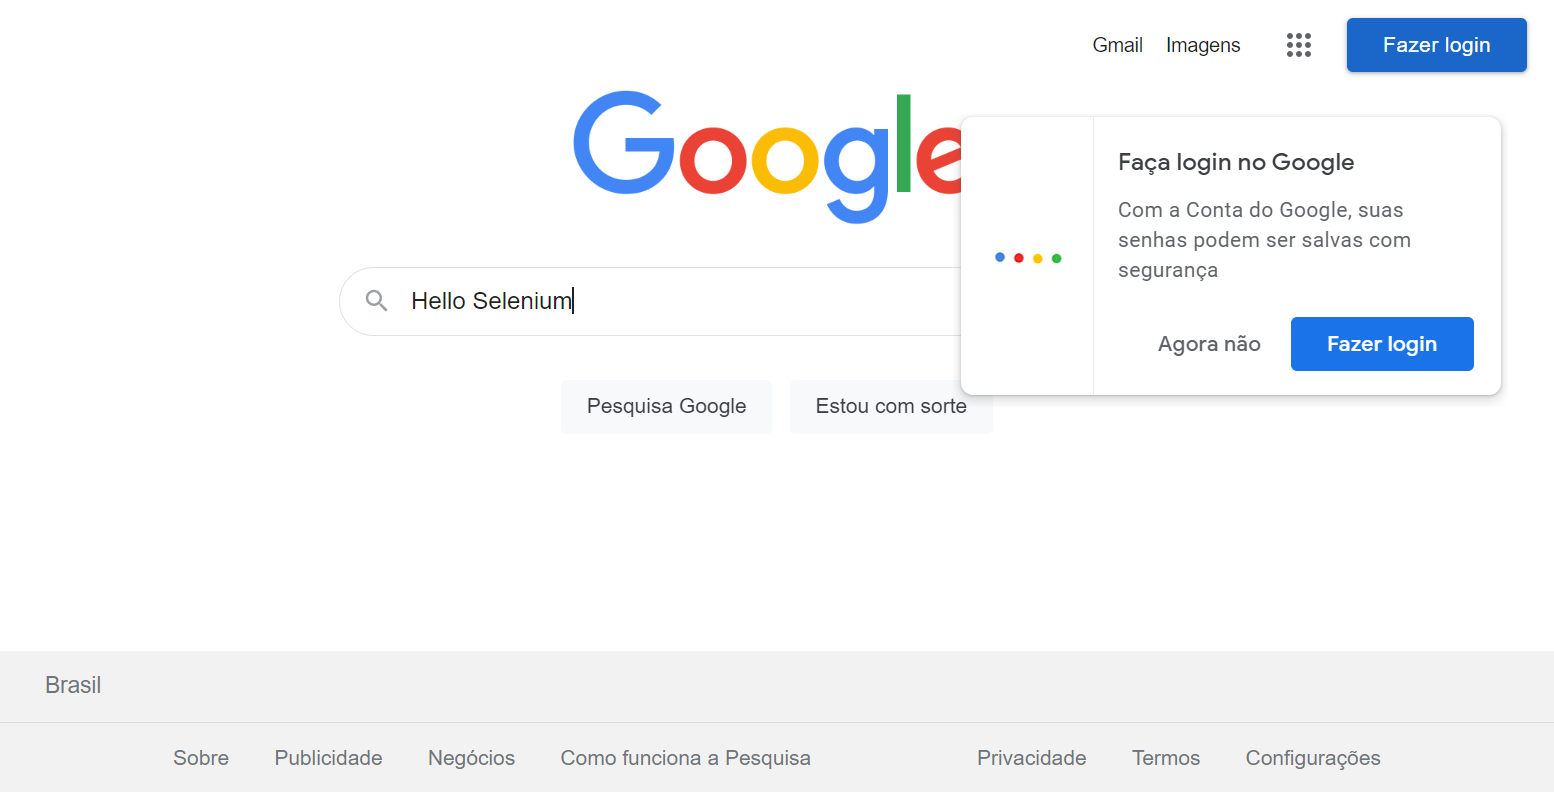 Gmail Imagens Fazer login
Google
Faça login no Google
Com a Conta do Google, suas
senhas podem ser salvas com
segurança
Agora não Fazer login
Hello Selenium
Pesquisa Google Estou com sorte
Brasil
Sobre Publicidade Negócios Como funciona a Pesquisa Privacidade Termos Configurações